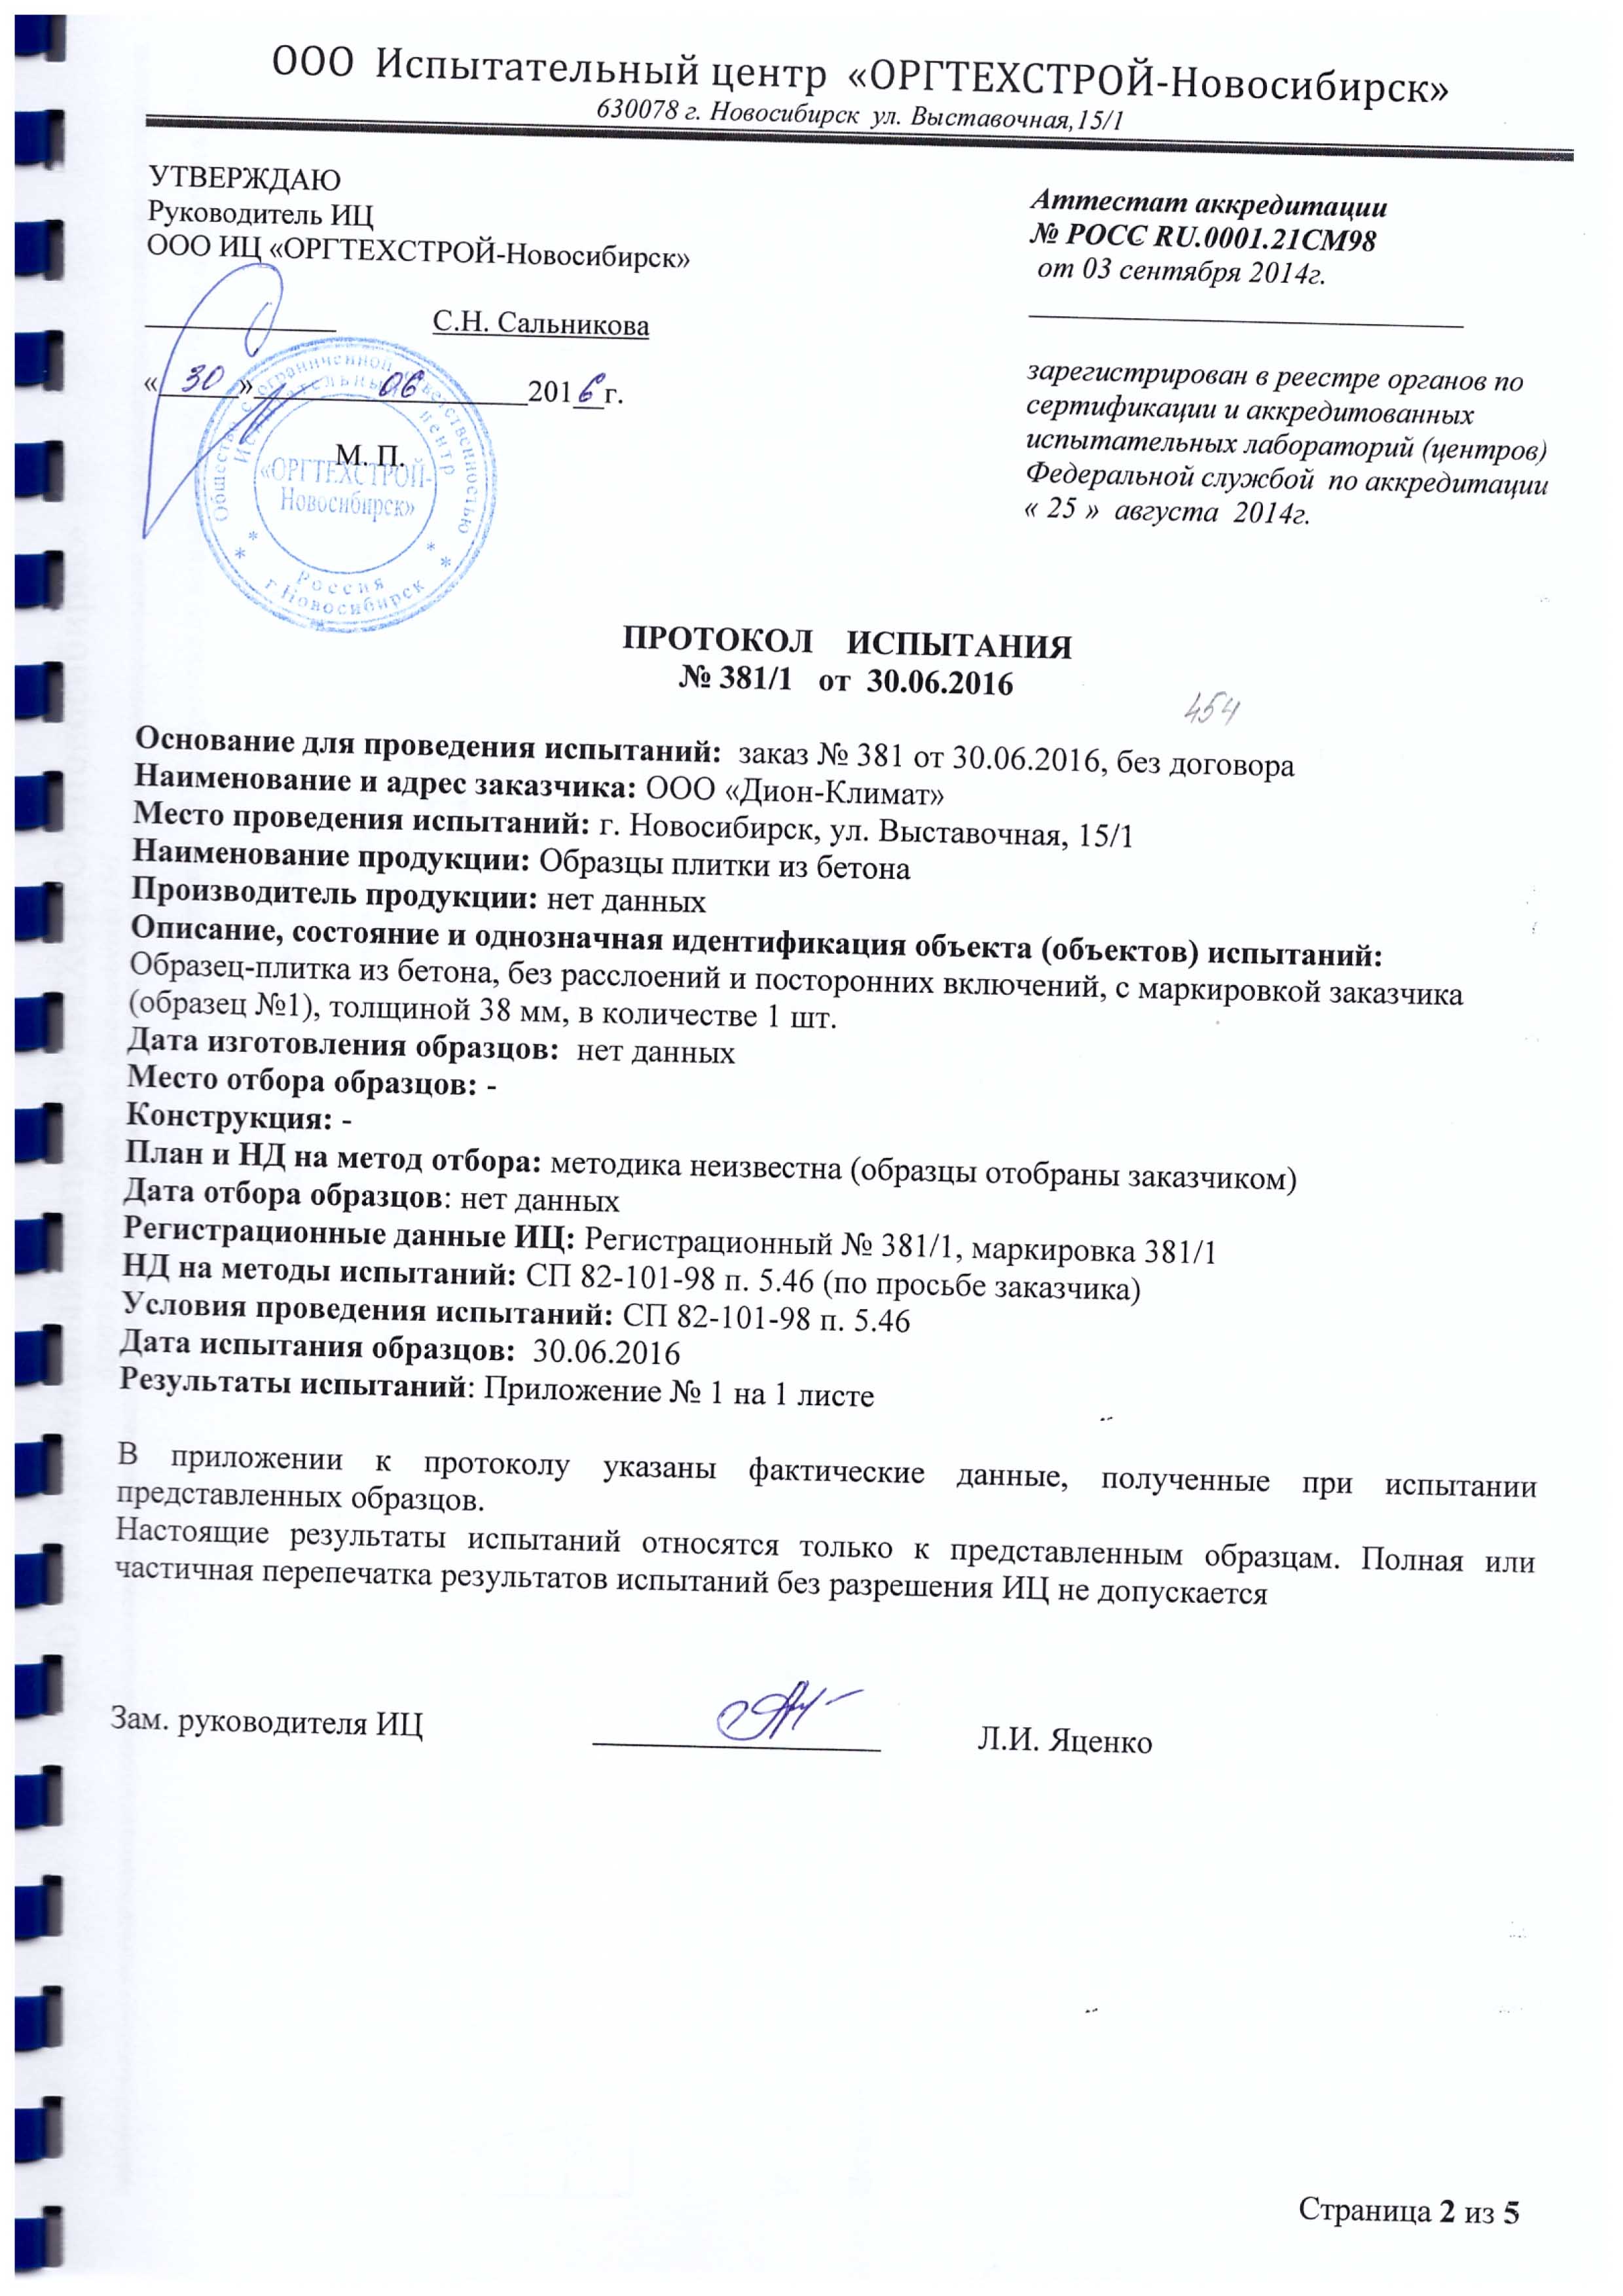 ООО Испытательный центр «ОРГТЕХСТРОЙ-Новосибирск»
630078 г. Новосибирск ул. Выставочная,15/1
УТВЕРЖДАЮ
Руководитель ИЦ
ООО ИЦ «ОРГТЕХСТРОЙ-Новосибирск»
С.Н. Сальникова
« 30 » 06 2016 г.
М. П.
Общество с ограниченной ответственностью
Испытательный центр
«ОРГТЕХСТРОЙ-
Новосибирск»
Россия
г.Новосибирск
Аттестат аккредитации
№ РОСС RU.0001.21СМ98
от 03 сентября 2014г.
зарегистрирован в реестре органов по
сертификации и аккредитованных
испытательных лабораторий (центров)
Федеральной службой по аккредитации
« 25 » августа 2014г.
ПРОТОКОЛ ИСПЫТАНИЯ
№ 381/1 от 30.06.2016
454
Основание для проведения испытаний: заказ № 381 от 30.06.2016, без договора
Наименование и адрес заказчика: ООО «Дион-Климат»
Место проведения испытаний: г. Новосибирск, ул. Выставочная, 15/1
Наименование продукции: Образцы плитки из бетона
Производитель продукции: нет данных
Описание, состояние и однозначная идентификация объекта (объектов) испытаний:
Образец-плитка из бетона, без расслоений и посторонних включений, с маркировкой заказчика
(образец №1), толщиной 38 мм, в количестве 1 шт.
Дата изготовления образцов: нет данных
Место отбора образцов: -
Конструкция: -
План и НД на метод отбора: методика неизвестна (образцы отобраны заказчиком)
Дата отбора образцов: нет данных
Регистрационные данные ИЦ: Регистрационный № 381/1, маркировка 381/1
НД на методы испытаний: СП 82-101-98 п. 5.46 (по просьбе заказчика)
Условия проведения испытаний: СП 82-101-98 п. 5.46
Дата испытания образцов: 30.06.2016
Результаты испытаний: Приложение № 1 на 1 листе
В приложении к протоколу указаны фактические данные, полученные при испытании
представленных образцов.
Настоящие результаты испытаний относятся только к представленным образцам. Полная или
частичная перепечатка результатов испытаний без разрешения ИЦ не допускается
Зам. руководителя ИЦ Л.И. Яценко
Страница 2 из 5